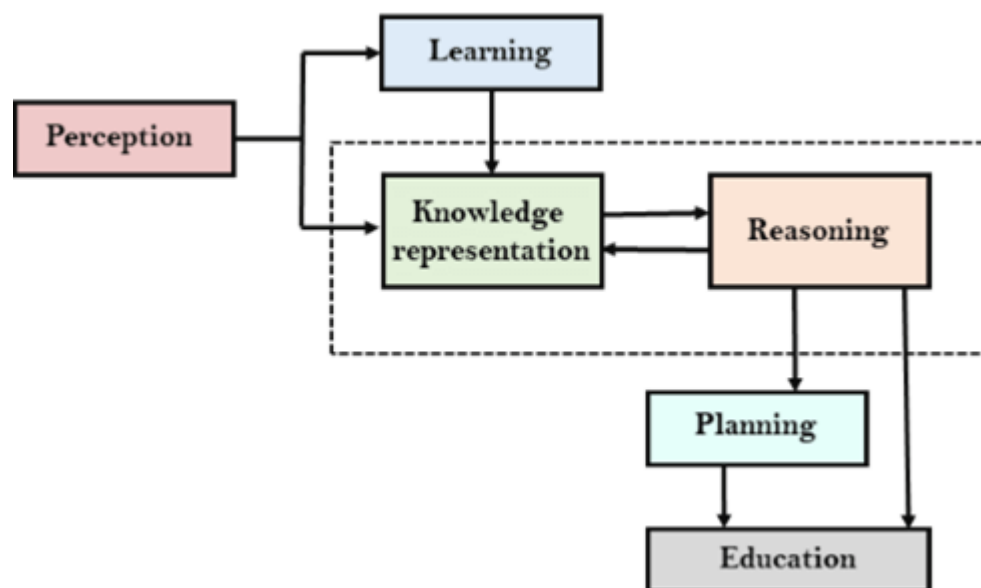 Learning
Perception
Knowledge
representation
Reasoning
Planning
Education